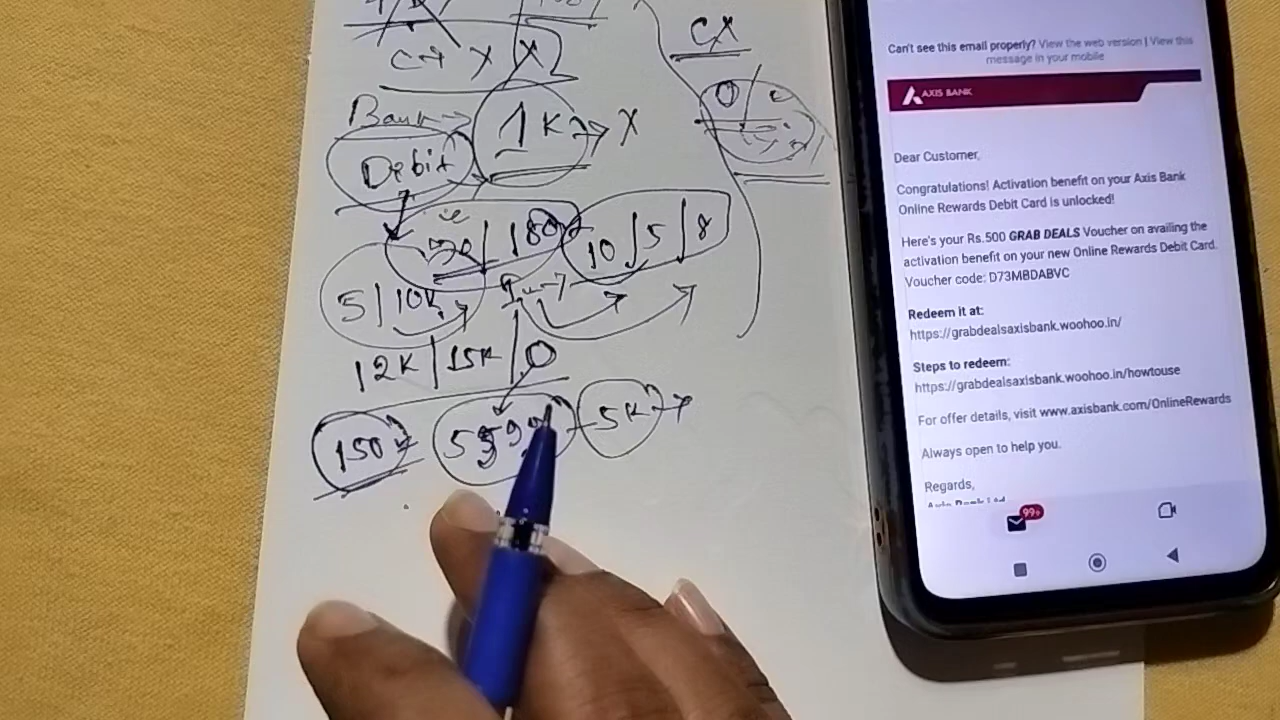 CX
Bank → 1K → X
Debit
10 | 5 | 8
5 | 10K
12K | 15K | 0
150
5K
Can't see this email properly? View the web version | View this
message in your mobile
AXIS BANK
Dear Customer,
Congratulations! Activation benefit on your Axis Bank
Online Rewards Debit Card is unlocked!
Here's your Rs.500 GRAB DEALS Voucher on availing the
activation benefit on your new Online Rewards Debit Card.
Voucher code: D73MBDABVC
Redeem it at:
https://grabdealsaxisbank.woohoo.in/
Steps to redeem:
https://grabdealsaxisbank.woohoo.in/howtouse
For offer details, visit www.axisbank.com/OnlineRewards
Always open to help you.
Regards,
Axis Bank Ltd
99+